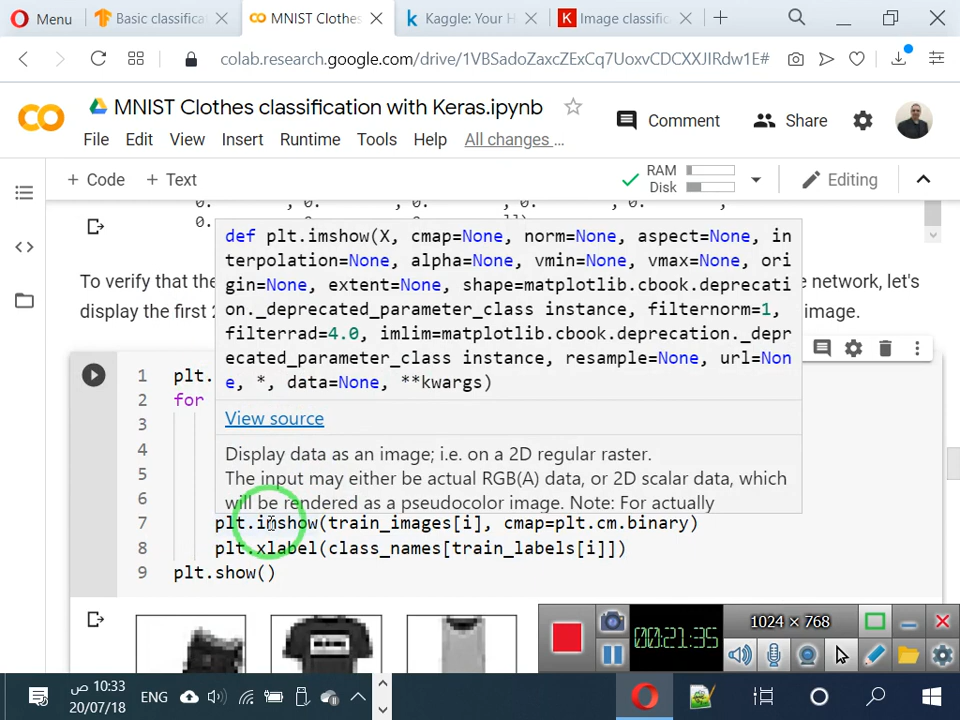 Menu
Basic classificat
MNIST Clothes
Kaggle: Your H
Image classific
colab.research.google.com/drive/1VBSadoZaxcZExCq7UoxvCDCXXJIRdw1E#
MNIST Clothes classification with Keras.ipynb
Comment
Share
File Edit View Insert Runtime Tools Help All changes ...
+ Code + Text
RAM
Disk
Editing
0. , 0. , 0. , 0. , 0. ,
0.
To verify that the
e network, let's
display the first 2
image.
def plt.imshow(X, cmap=None, norm=None, aspect=None, in
terpolation=None, alpha=None, vmin=None, vmax=None, ori
gin=None, extent=None, shape=matplotlib.cbook.deprecati
on._deprecated_parameter_class instance, filternorm=1,
filterrad=4.0, imlim=matplotlib.cbook.deprecation._depr
ecated_parameter_class instance, resample=None, url=Non
e, *, data=None, **kwargs)
View source
Display data as an image; i.e. on a 2D regular raster.
The input may either be actual RGB(A) data, or 2D scalar data, which
will be rendered as a pseudocolor image. Note: For actually
1 plt.
2 for
3
4
5
6
7 plt.imshow(train_images[i], cmap=plt.cm.binary)
8 plt.xlabel(class_names[train_labels[i]])
9 plt.show()
1024 × 768
00:21:35
10:33 ص
20/07/18
ENG